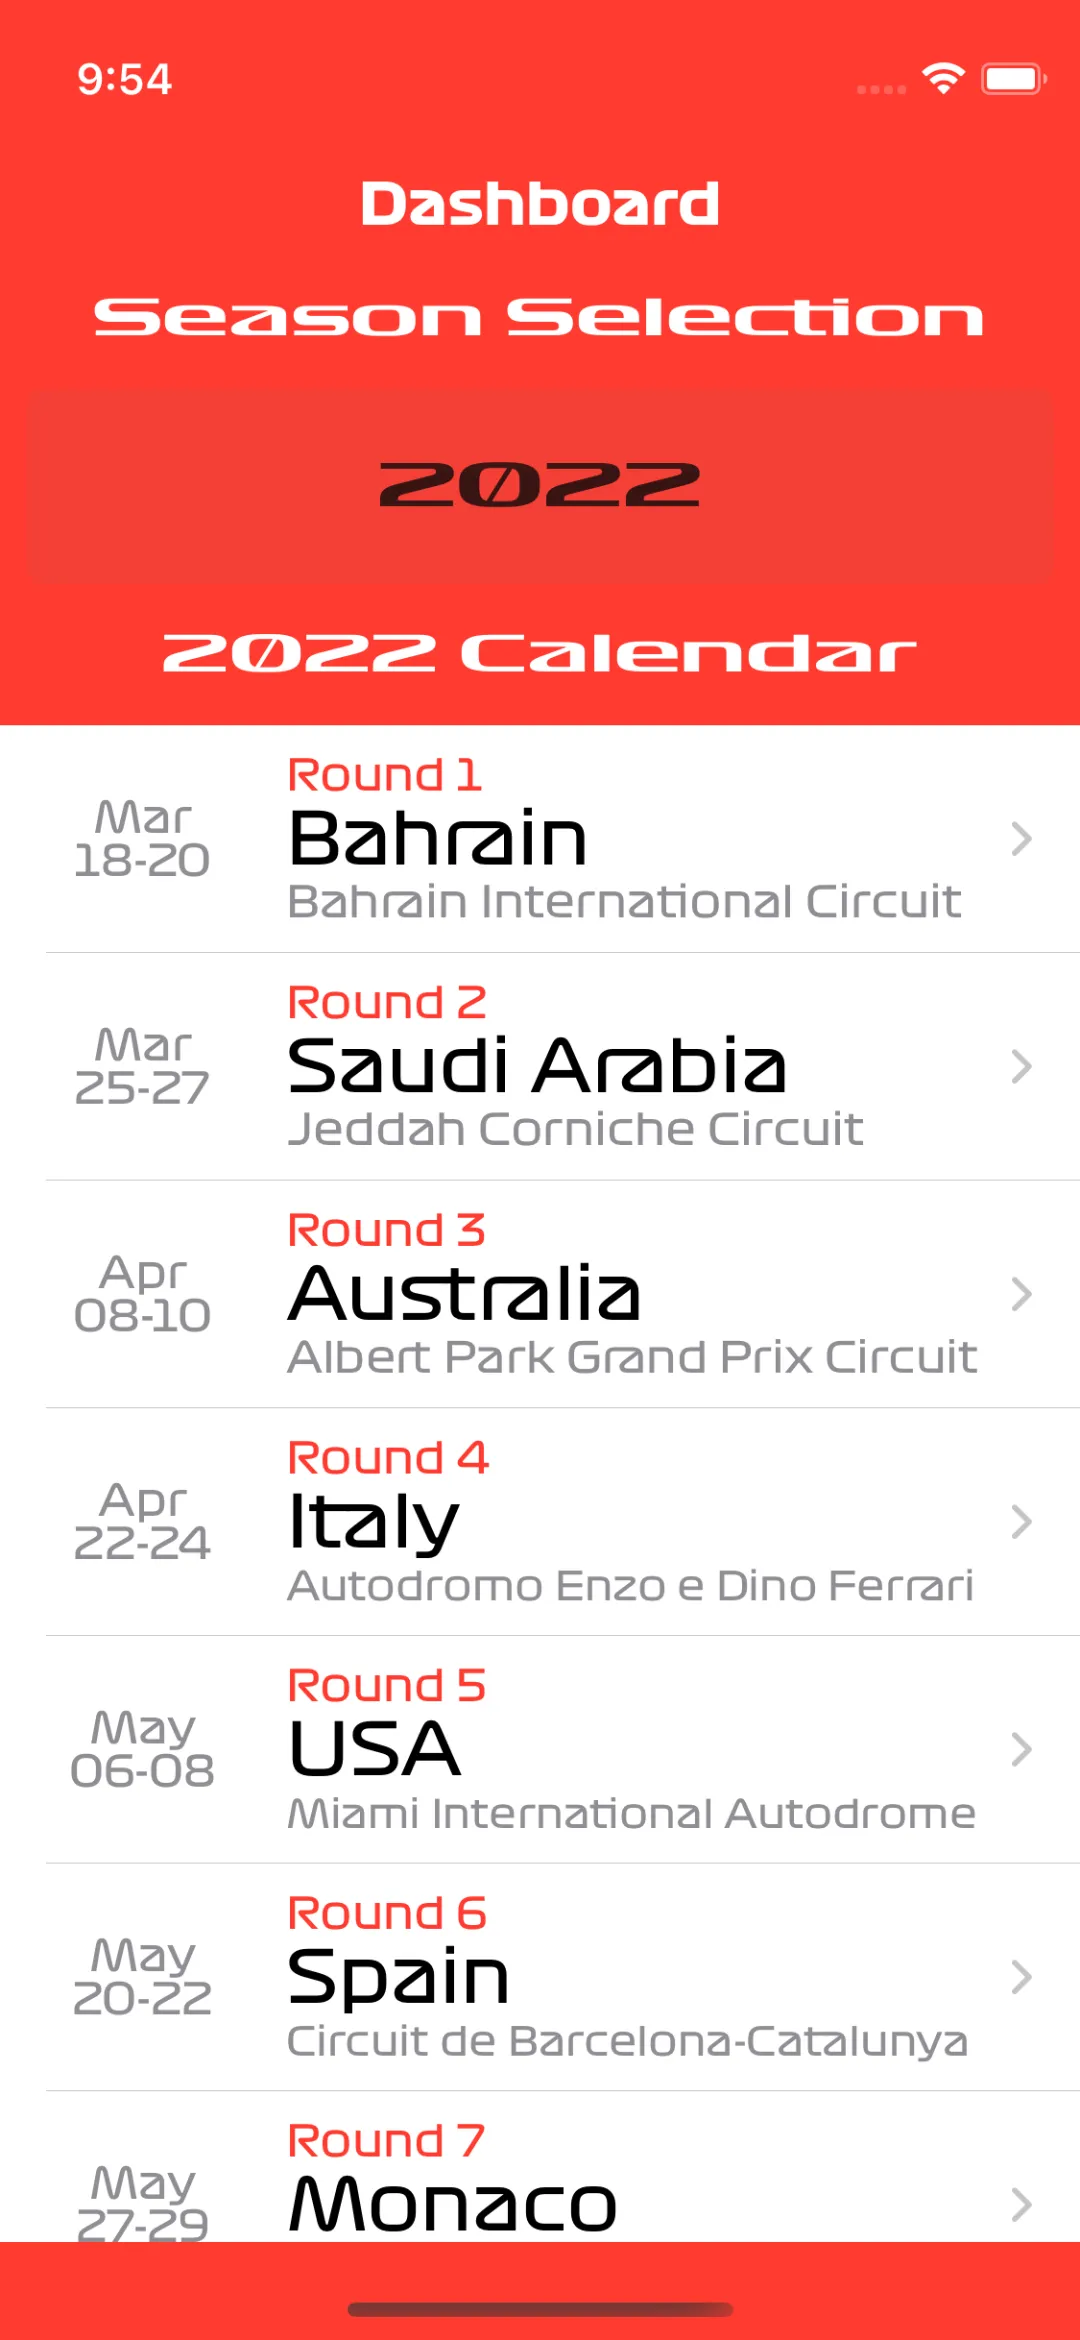 9:54
Dashboard
Season Selection
2022
2022 Calendar
Round 1
Mar
18-20
Bahrain
Bahrain International Circuit
Round 2
Mar
25-27
Saudi Arabia
Jeddah Corniche Circuit
Round 3
Apr
08-10
Australia
Albert Park Grand Prix Circuit
Round 4
Apr
22-24
Italy
Autodromo Enzo e Dino Ferrari
Round 5
May
06-08
USA
Miami International Autodrome
Round 6
May
20-22
Spain
Circuit de Barcelona-Catalunya
Round 7
May
27-29
Monaco